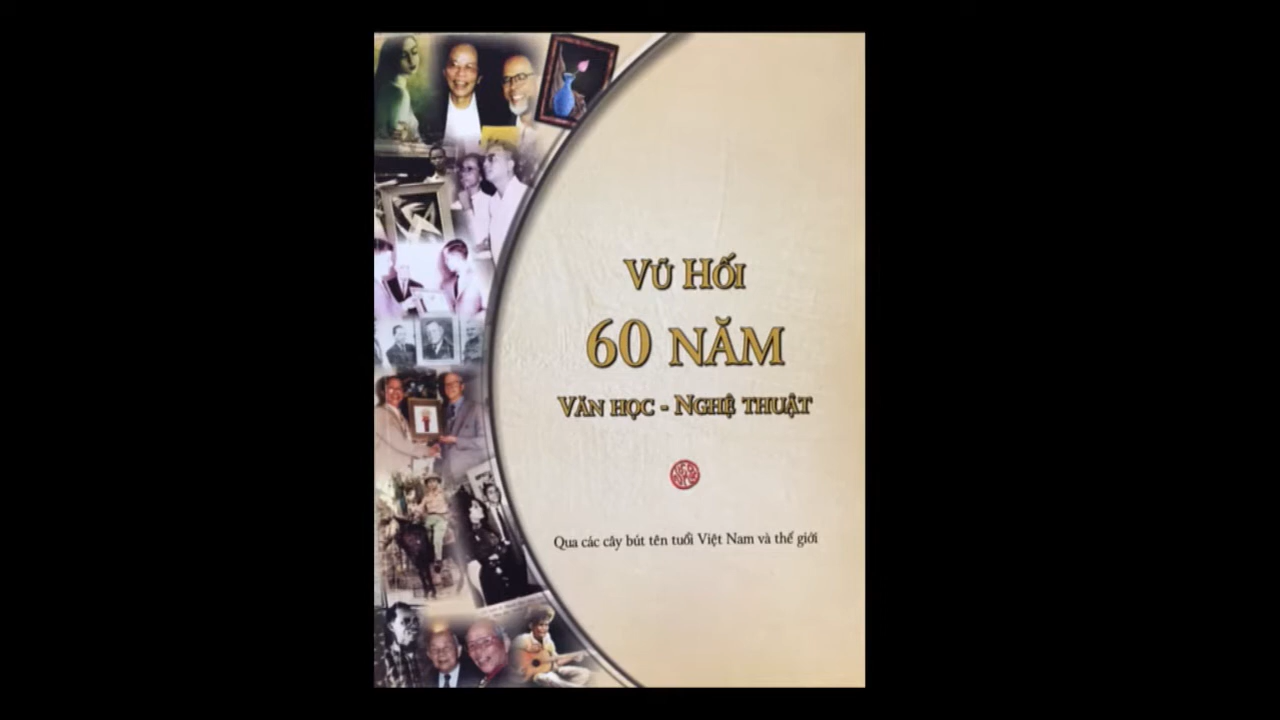 VŨ HỐI
60 NĂM
VĂN HỌC - NGHỆ THUẬT
Qua các cây bút tên tuổi Việt Nam và thế giới